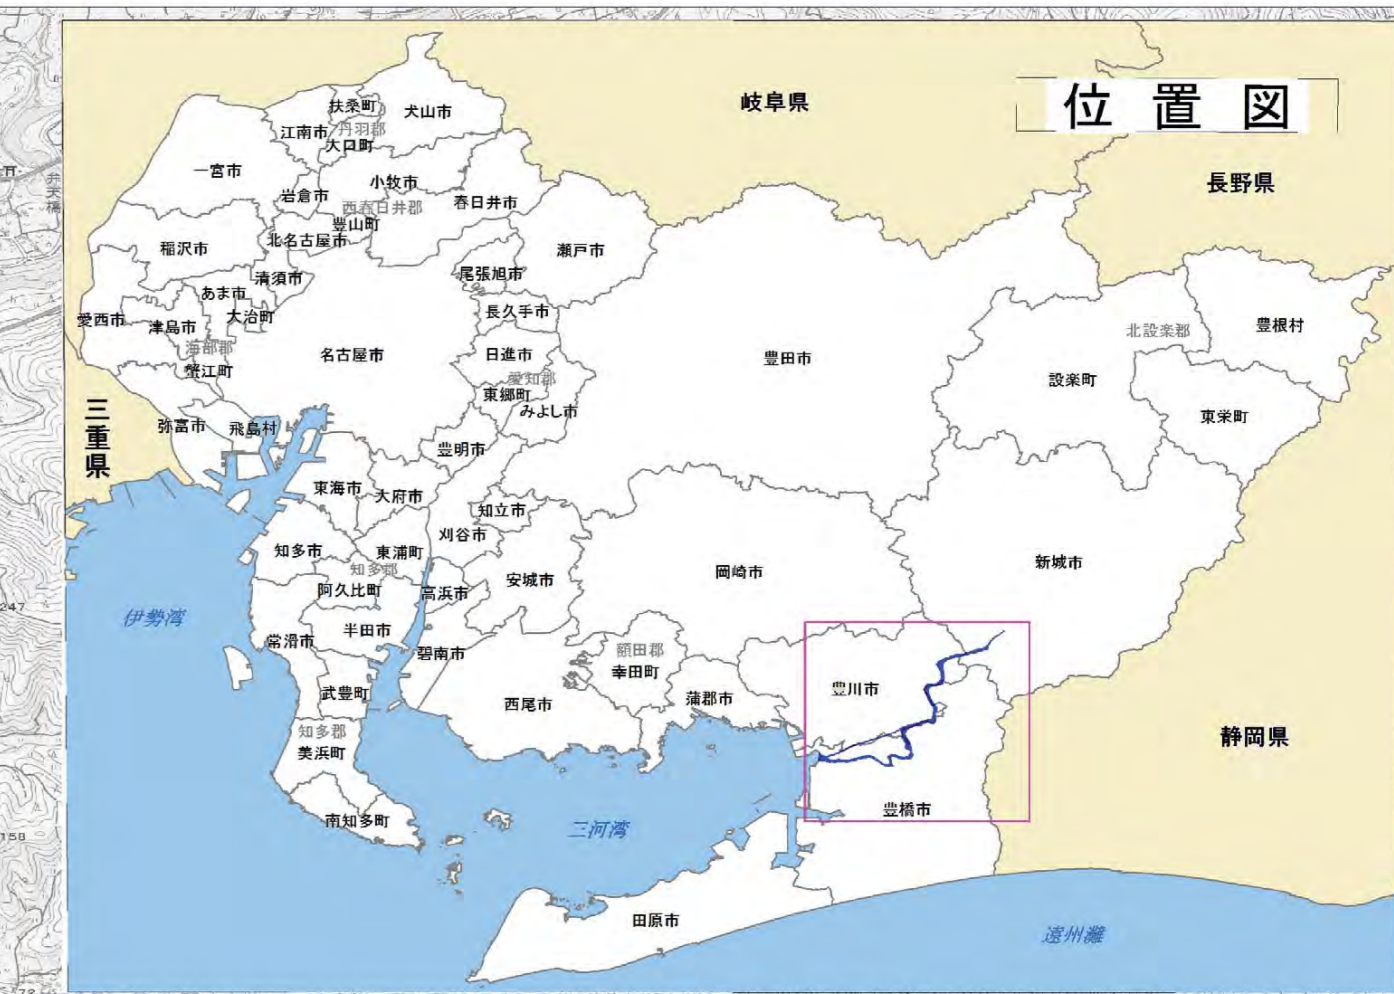 位置図
岐阜県
長野県
扶桑町
犬山市
江南市
丹羽郡
大口町
一宮市
岩倉市
小牧市
西春日井郡
春日井市
豊山町
稲沢市
北名古屋市
瀬戸市
清須市
尾張旭市
あま市
大治町
長久手市
愛西市
津島市
海部郡
蟹江町
名古屋市
日進市
愛知郡
東郷町
みよし市
豊田市
北設楽郡
豊根村
設楽町
東栄町
三重県
弥富市
飛島村
豊明市
東海市
大府市
知立市
刈谷市
知多市
東浦町
知多郡
阿久比町
高浜市
安城市
岡崎市
新城市
伊勢湾
常滑市
半田市
碧南市
額田郡
幸田町
豊川市
武豊町
西尾市
蒲郡市
知多郡
美浜町
静岡県
南知多町
三河湾
豊橋市
田原市
遠州灘
弁天橋
247
158
78